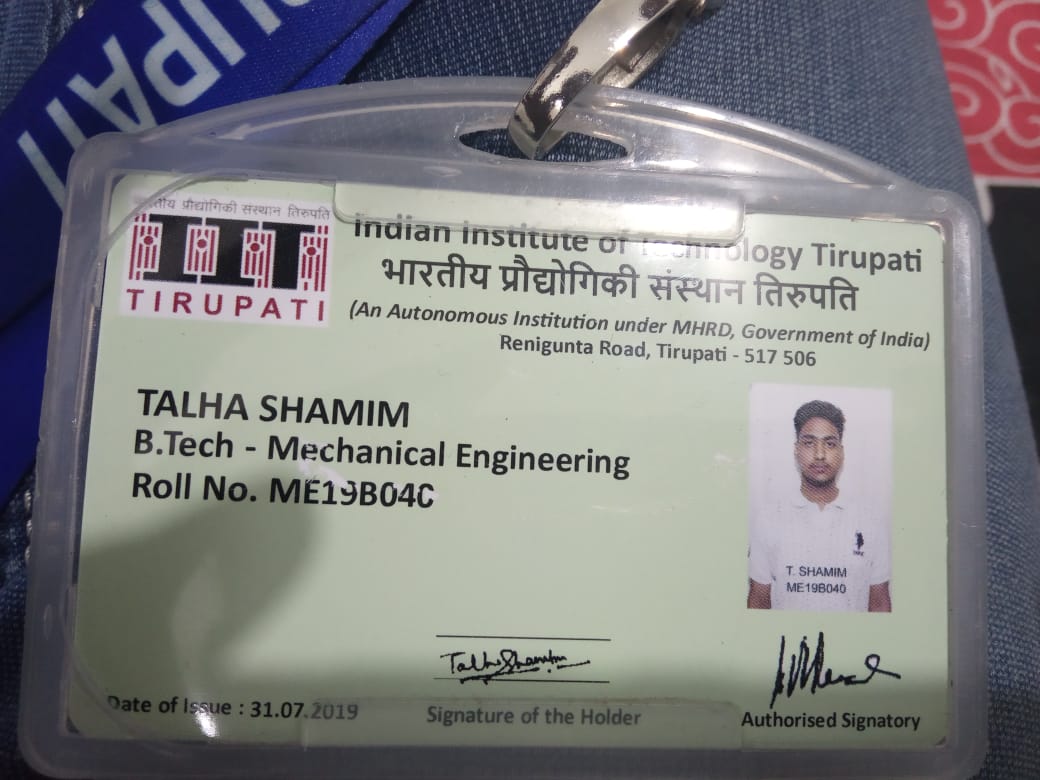 UPATI
भारतीय प्रौद्योगिकी संस्थान तिरुपति
TIRUPATI
Indian Institute of Technology Tirupati
भारतीय प्रौद्योगिकी संस्थान तिरुपति
(An Autonomous Institution under MHRD, Government of India)
Renigunta Road, Tirupati - 517 506
TALHA SHAMIM
B.Tech - Mechanical Engineering
Roll No. ME19B040
T. SHAMIM
ME19B040
Talha Shamim
Date of Issue : 31.07.2019
Signature of the Holder
Authorised Signatory